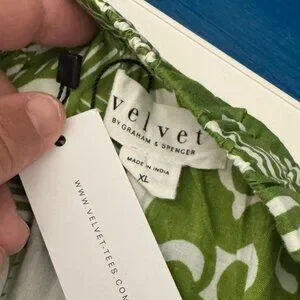 velvet
BY GRAHAM & SPENCER
MADE IN INDIA
XL
WWW.VELVET-TEES.COM